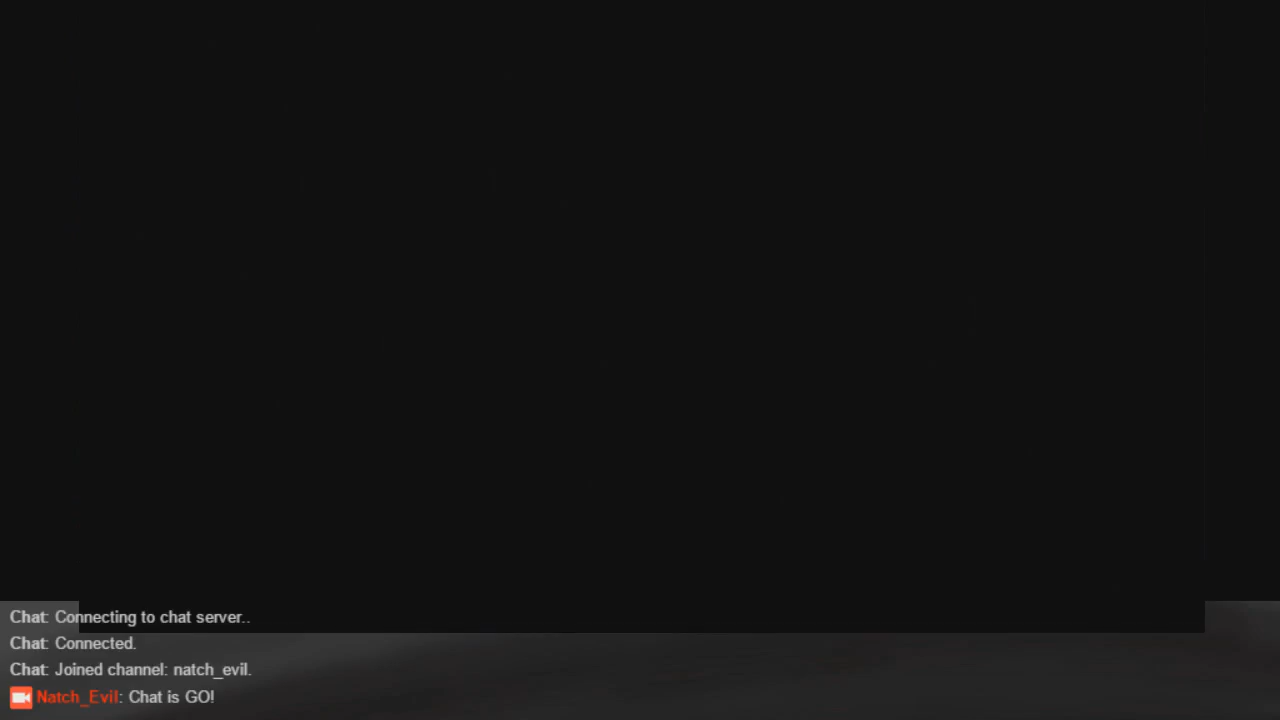 Chat: Connecting to chat server..
Chat: Connected.
Chat: Joined channel: natch_evil.
Natch_Evil: Chat is GO!